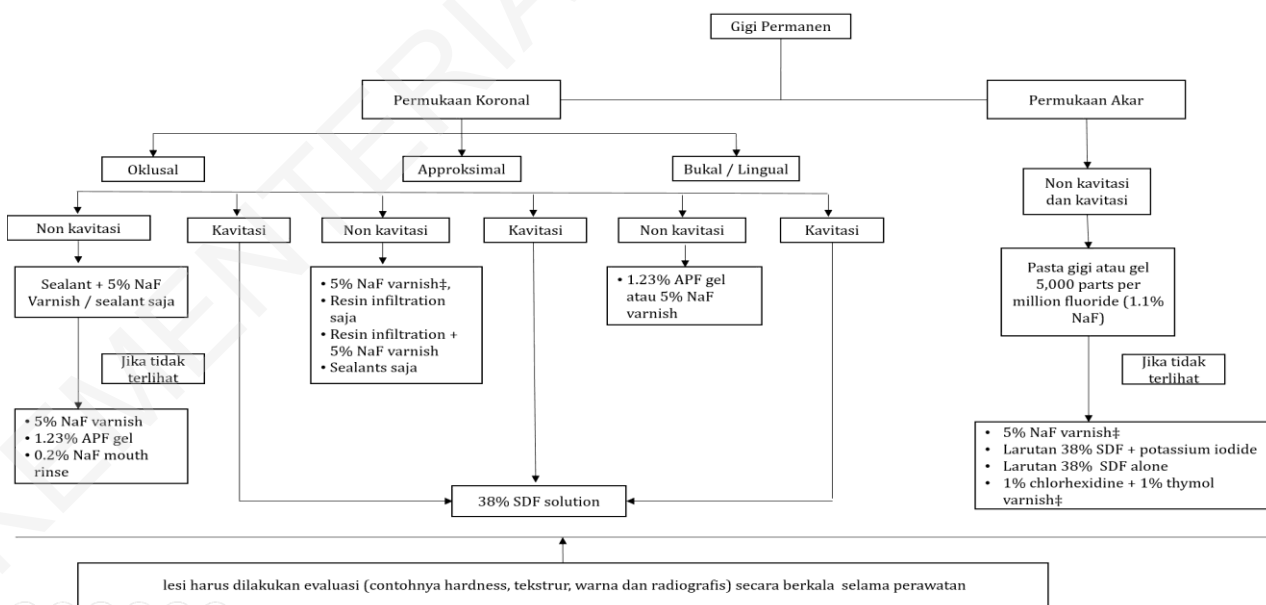 Gigi Permanen
Permukaan Koronal
Permukaan Akar
Oklusal
Approksimal
Bukal / Lingual
Non kavitasi
dan kavitasi
Non kavitasi
Kavitasi
Non kavitasi
Kavitasi
Non kavitasi
Kavitasi
Sealant + 5% NaF
Varnish / sealant saja
• 5% NaF varnish‡,
• Resin infiltration
saja
• Resin infiltration +
5% NaF varnish
• Sealants saja
• 1.23% APF gel
atau 5% NaF
varnish
Pasta gigi atau gel
5,000 parts per
million fluoride (1.1%
NaF)
Jika tidak
terlihat
Jika tidak
terlihat
• 5% NaF varnish
• 1.23% APF gel
• 0.2% NaF mouth
rinse
• 5% NaF varnish‡
• Larutan 38% SDF + potassium iodide
• Larutan 38% SDF alone
• 1% chlorhexidine + 1% thymol
varnish‡
38% SDF solution
lesi harus dilakukan evaluasi (contohnya hardness, tekstrur, warna dan radiografis) secara berkala selama perawatan
KEMENTERIA